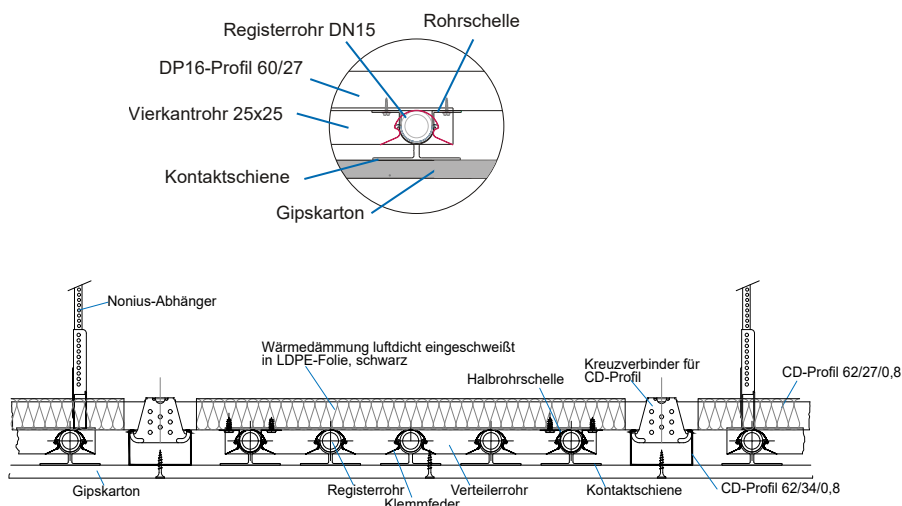 Registerrohr DN15
Rohrschelle
DP16-Profil 60/27
Vierkantrohr 25x25
Kontaktschiene
Gipskarton
Nonius-Abhänger
Wärmedämmung luftdicht eingeschweißt
in LDPE-Folie, schwarz
Halbrohrschelle
Kreuzverbinder für
CD-Profil
CD-Profil 62/27/0,8
Gipskarton
Registerrohr
Klemmfeder
Verteilerrohr
Kontaktschiene
CD-Profil 62/34/0,8